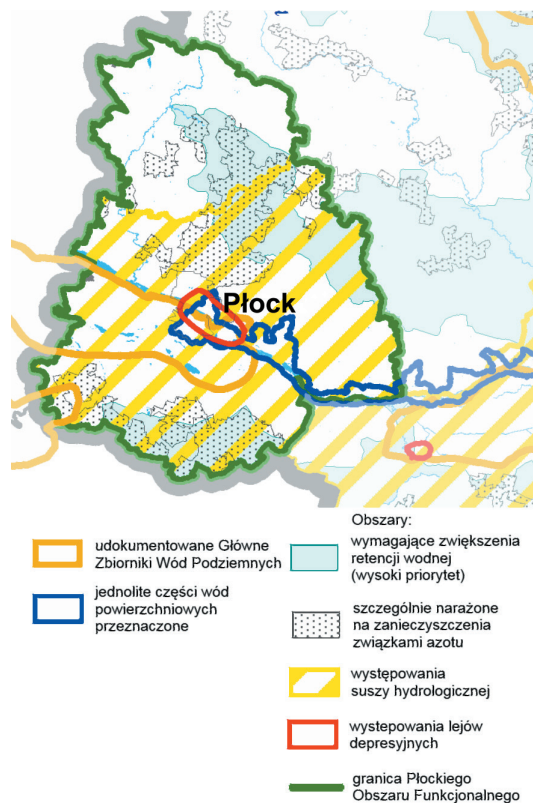 Płock
udokumentowane Główne
Zbiorniki Wód Podziemnych
jednolite części wód
powierzchniowych
przeznaczone
Obszary:
wymagające zwiększenia
retencji wodnej
(wysoki priorytet)
szczególnie narażone
na zanieczyszczenia
związkami azotu
występowania
suszy hydrologicznej
wystepowania lejów
depresyjnych
granica Płockiego
Obszaru Funkcjonalnego